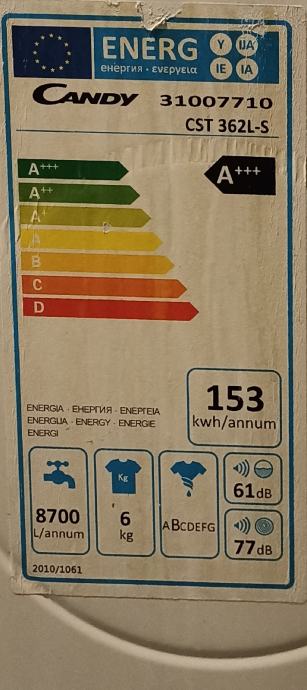 ENERG Y IJA
енергия · ενεργεια IE IA
CANDY 31007710
CST 362L-S
A+++ A+++
A++
A+
A
B
C
D
ENERGIA · ЕНЕРГИЯ · ΕΝΕΡΓΕΙΑ
ENERGIJA · ENERGY · ENERGIE
ENERGI
153
kwh/annum
8700
L/annum
Kg
6
kg
ABCDEFG
61dB
77dB
2010/1061